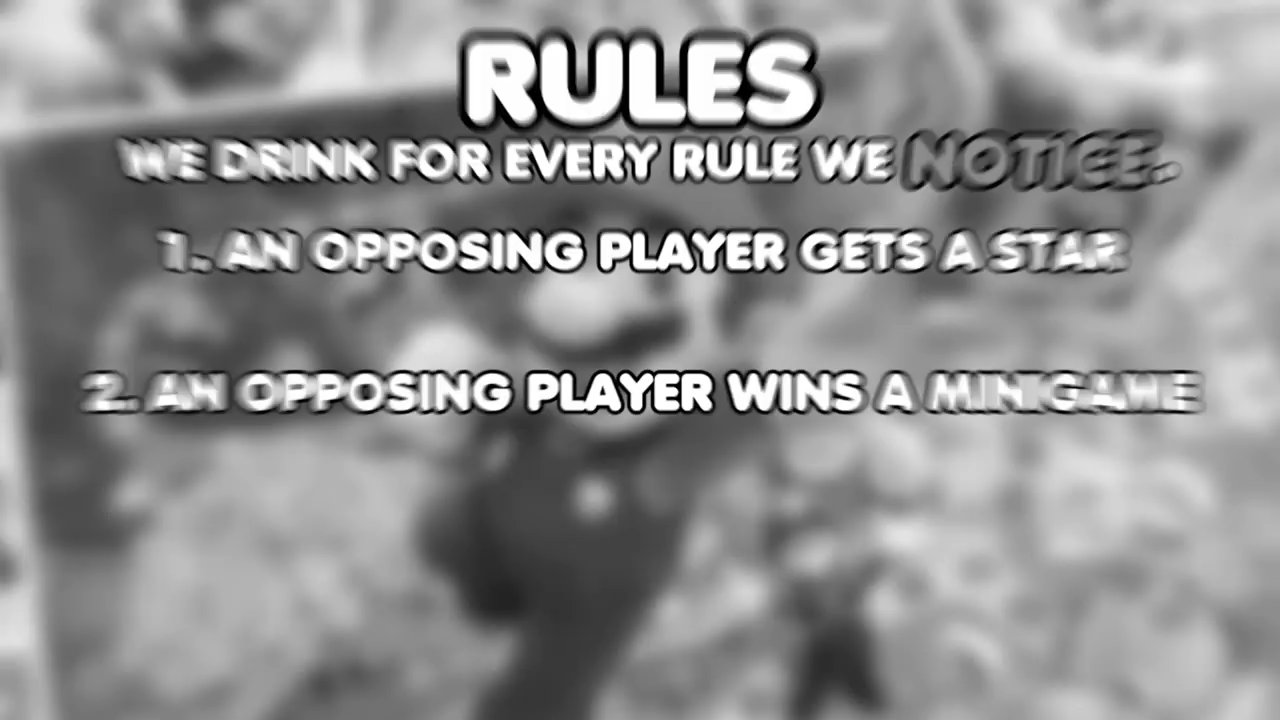 RULES
WE DRINK FOR EVERY RULE WE NOTICE.
1. AN OPPOSING PLAYER GETS A STAR
2. AN OPPOSING PLAYER WINS A MINIGAME